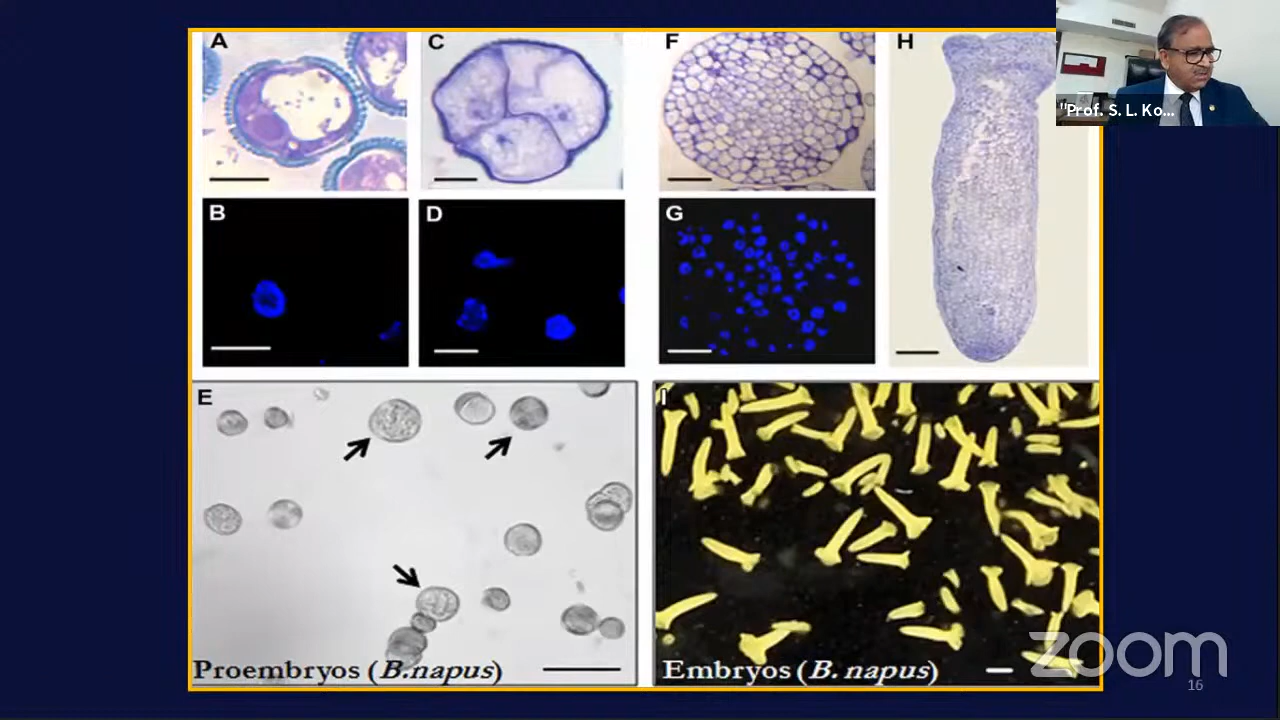 A
C
F
H
"Prof. S. L. Ko...
B
D
G
E
I
Proembryos (B.napus)
Embryos (B. napus)
zoom
16